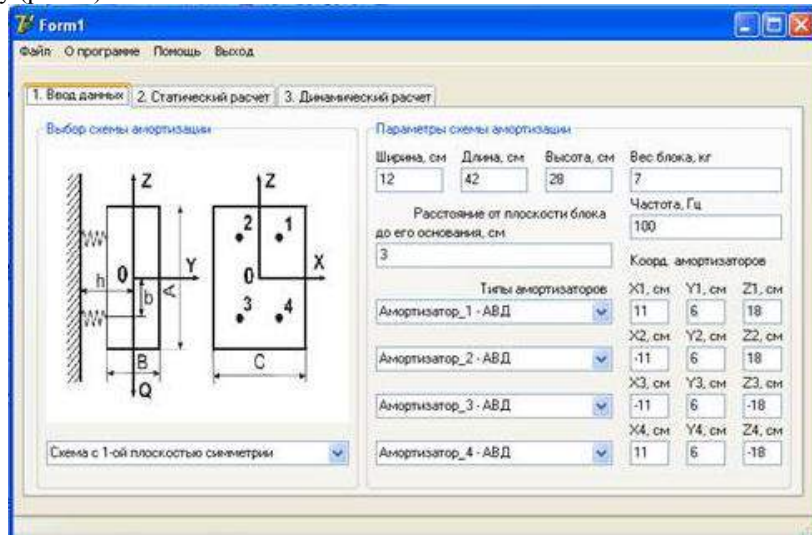 Form1
Файл О программе Помощь Выход
1. Ввод данных 2. Статический расчет 3. Динамический расчет
Выбор схемы амортизации
Z
Z
2
1
0
Y
0
X
h
b
A
3
4
B
C
Q
Схема с 1-ой плоскостью симметрии
Параметры схемы амортизации
Ширина, см Длина, см Высота, см Вес блока, кг
12 42 28 7
Расстояние от плоскости блока
до его основания, см
3
Частота, Гц
100
Коорд. амортизаторов
Типы амортизаторов
X1, см Y1, см Z1, см
Амортизатор_1 - АВД 11 6 18
X2, см Y2, см Z2, см
Амортизатор_2 - АВД -11 6 18
X3, см Y3, см Z3, см
Амортизатор_3 - АВД -11 6 -18
X4, см Y4, см Z4, см
Амортизатор_4 - АВД 11 6 -18